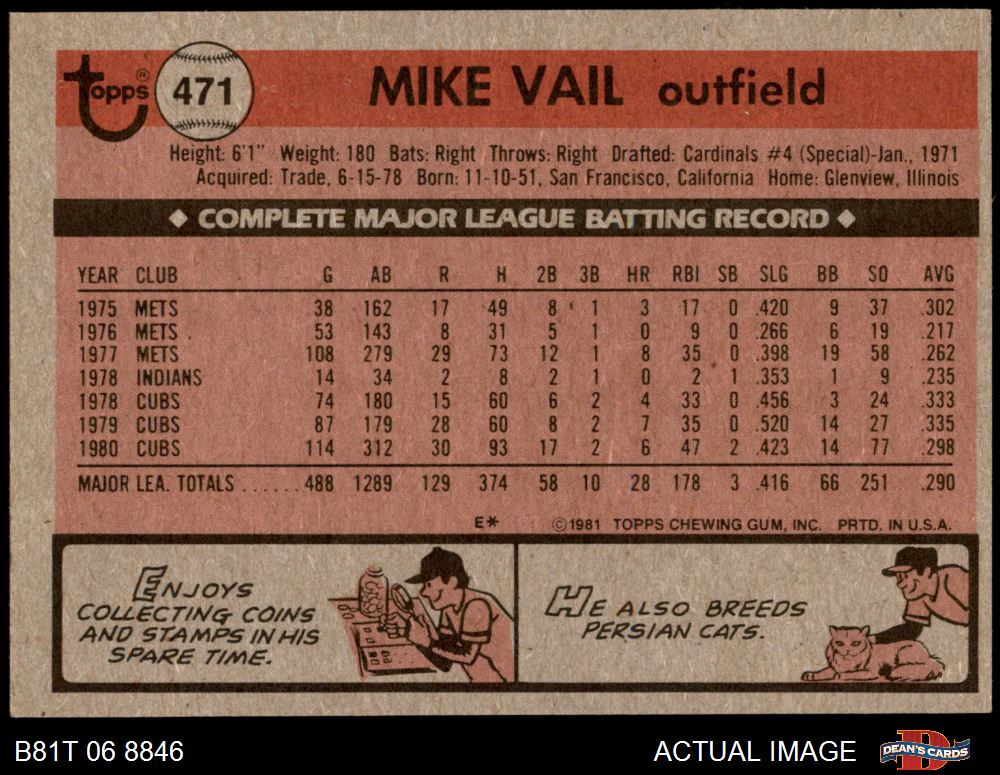 Topps® 471 MIKE VAIL outfield
Height: 6'1" Weight: 180 Bats: Right Throws: Right Drafted: Cardinals #4 (Special)-Jan., 1971
Acquired: Trade, 6-15-78 Born: 11-10-51, San Francisco, California Home: Glenview, Illinois
◆ COMPLETE MAJOR LEAGUE BATTING RECORD ◆
YEAR CLUB G AB R H 2B 3B HR RBI SB SLG BB SO AVG
1975 METS 38 162 17 49 8 1 3 17 0 .420 9 37 .302
1976 METS 53 143 8 31 5 1 0 9 0 .266 6 19 .217
1977 METS 108 279 29 73 12 1 8 35 0 .398 19 58 .262
1978 INDIANS 14 34 2 8 2 1 0 2 1 .353 1 9 .235
1978 CUBS 74 180 15 60 6 2 4 33 0 .456 3 24 .333
1979 CUBS 87 179 28 60 8 2 7 35 0 .520 14 27 .335
1980 CUBS 114 312 30 93 17 2 6 47 2 .423 14 77 .298
MAJOR LEA. TOTALS ......488 1289 129 374 58 10 28 178 3 .416 66 251 .290
E* ©1981 TOPPS CHEWING GUM, INC. PRTD. IN U.S.A.
ENJOYS
COLLECTING COINS
AND STAMPS IN HIS
SPARE TIME.
HE ALSO BREEDS
PERSIAN CATS.
B81T 06 8846 ACTUAL IMAGE DEAN'S CARDS